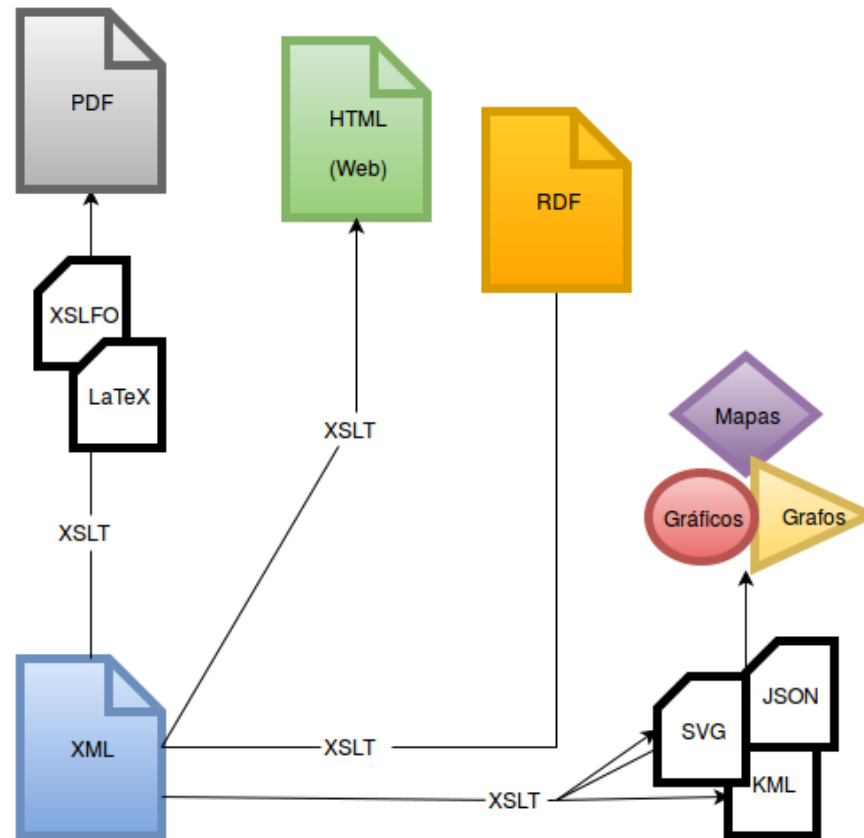 PDF
HTML
(Web)
RDF
XSLFO
LaTeX
Mapas
XSLT
Gráficos
Grafos
XSLT
XML
XSLT
JSON
SVG
KML
XSLT